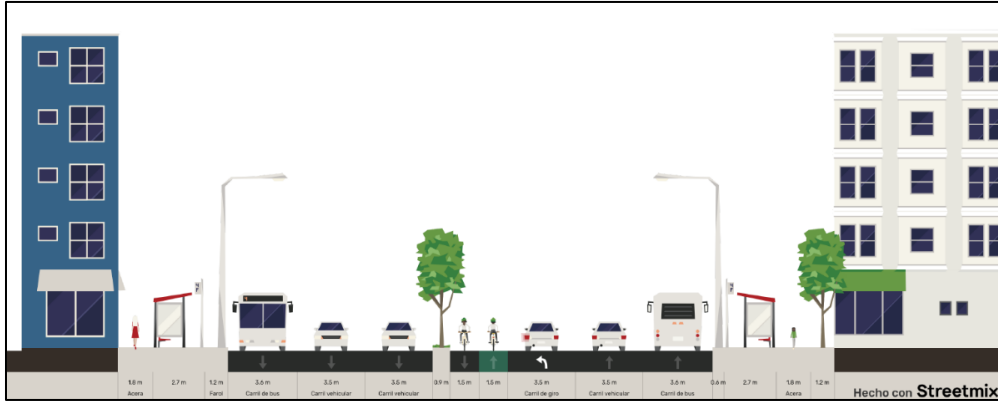 1.8 m
Acera
2.7 m
1.2 m
Farol
3.6 m
Carril de bus
3.5 m
Carril vehicular
3.5 m
Carril vehicular
0.9 m
1.5 m
1.5 m
3.5 m
Carril de giro
3.5 m
Carril vehicular
3.6 m
Carril de bus
0.6 m
2.7 m
1.8 m
Acera
1.2 m
Hecho con Streetmix